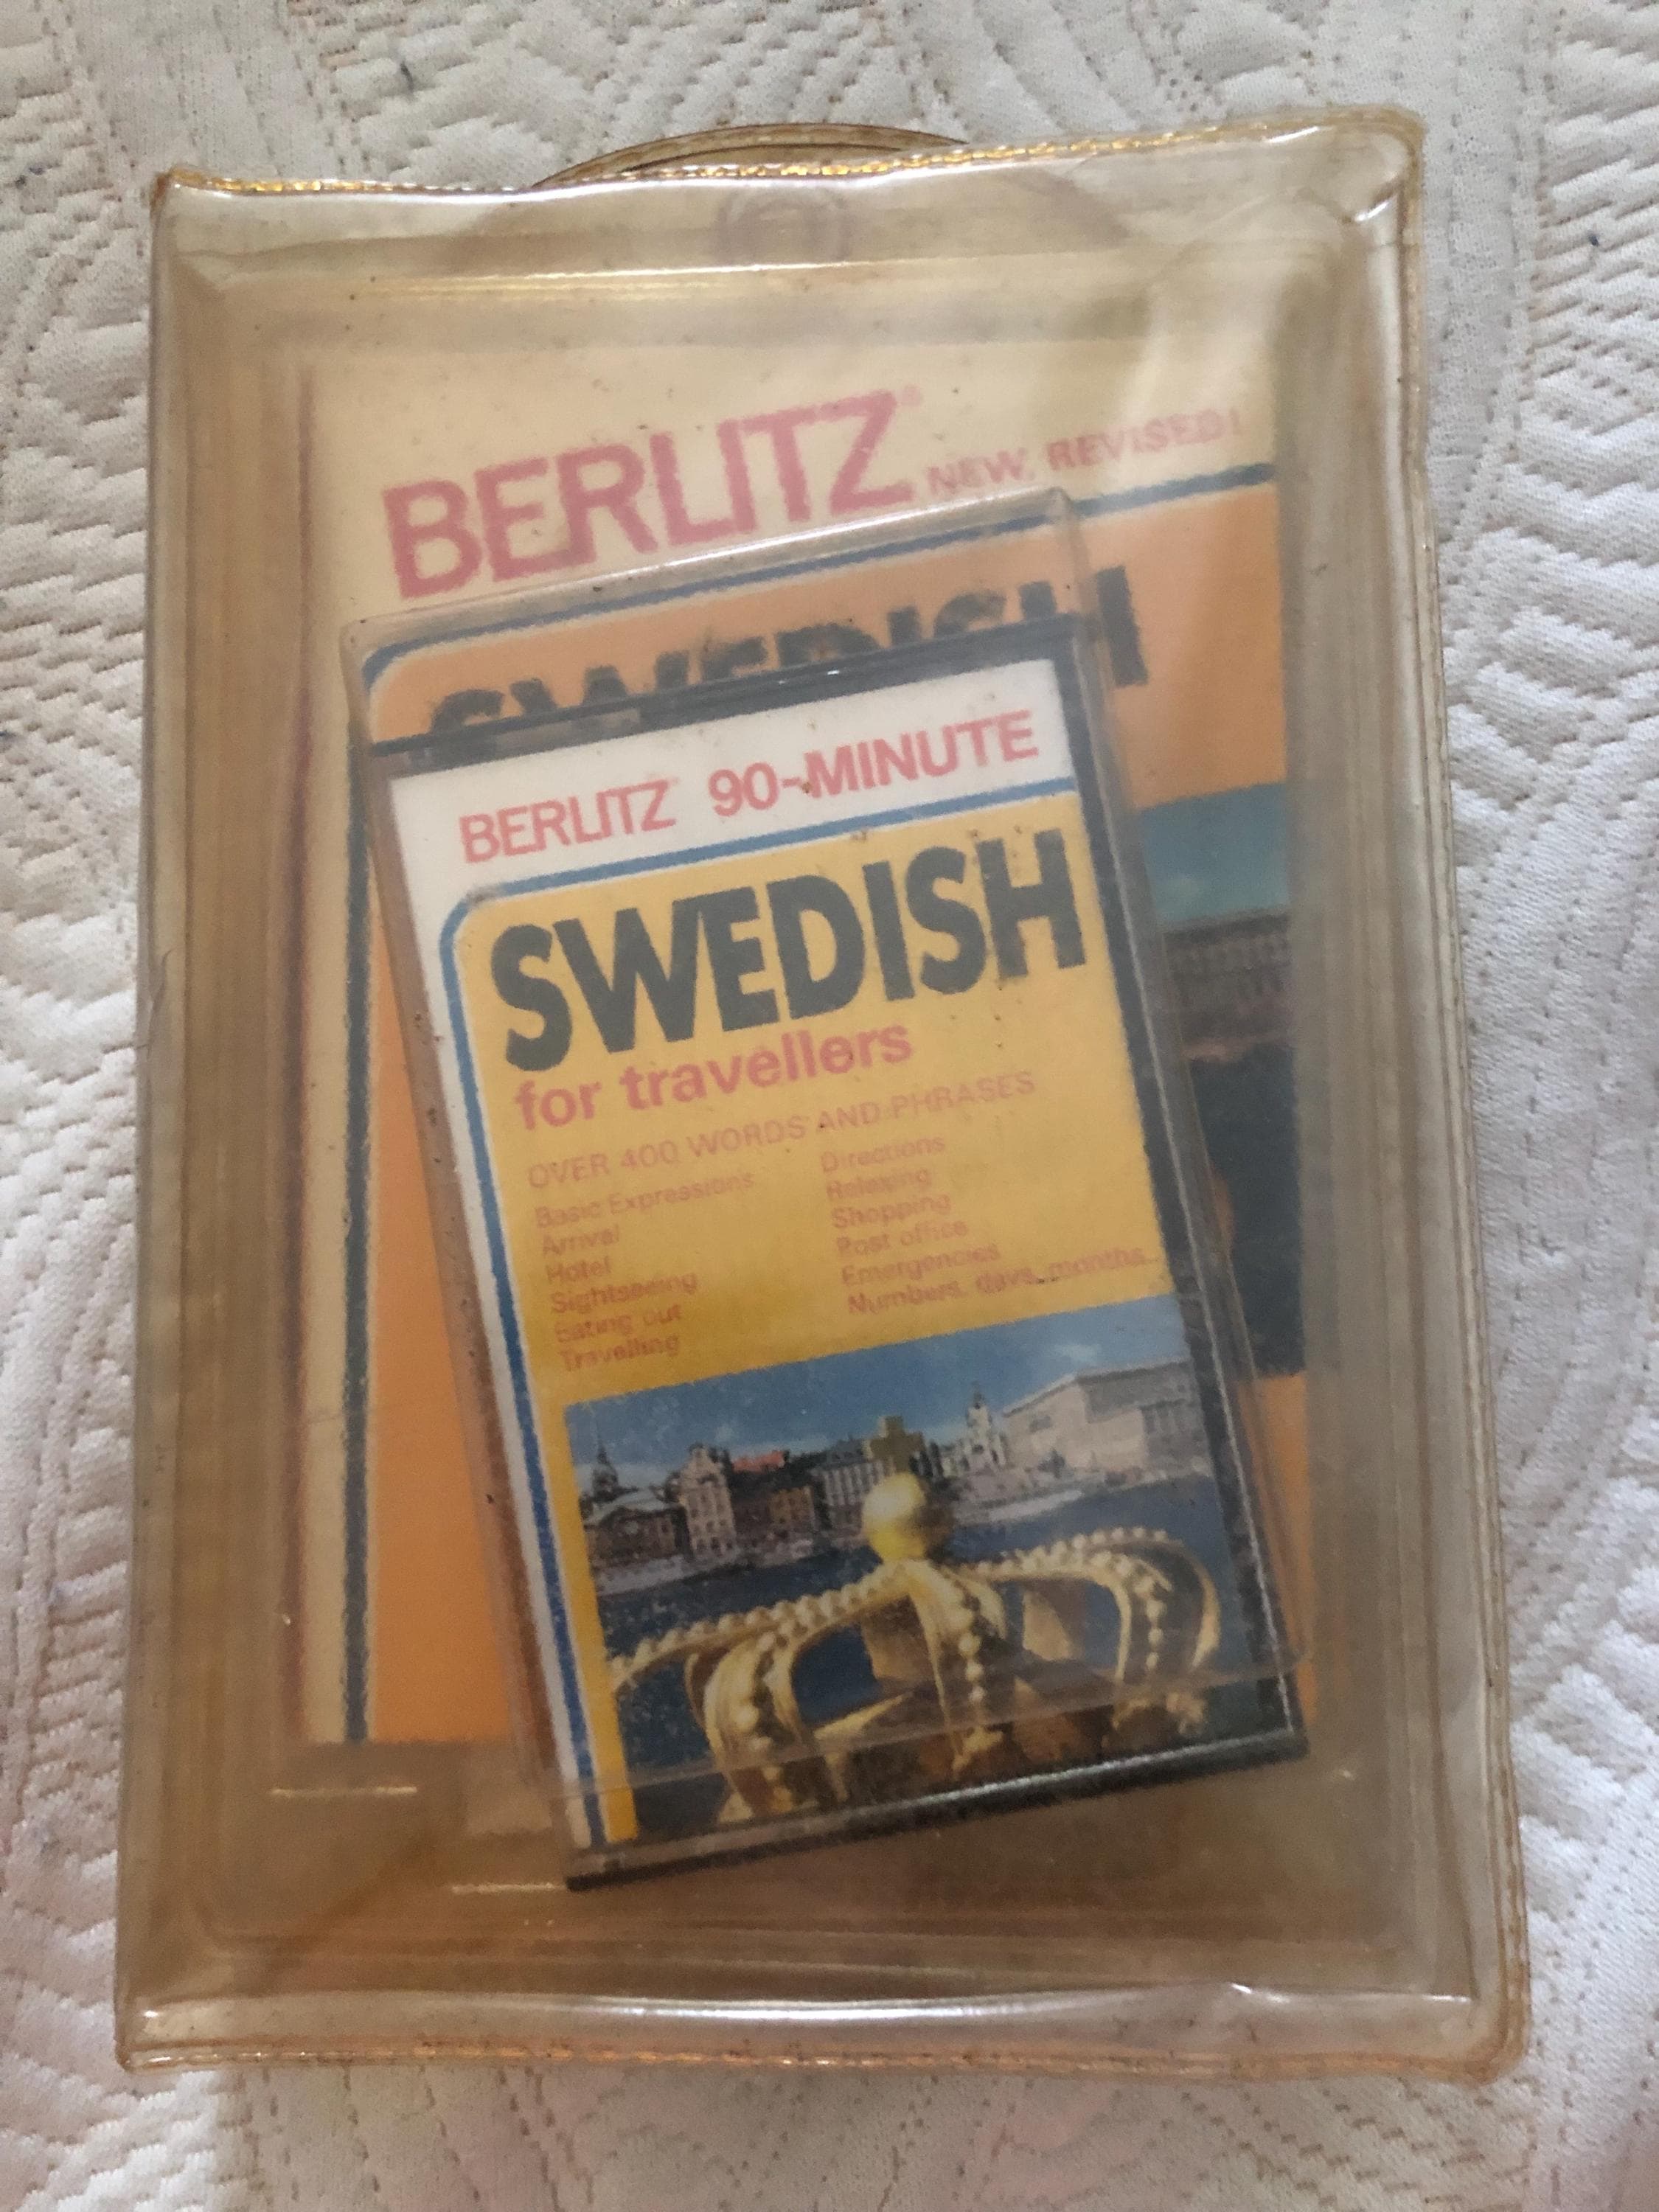 BERLITZ® NEW, REVISED!
SWEDISH
BERLITZ® 90-MINUTE
SWEDISH
for travellers
OVER 400 WORDS AND PHRASES
Basic Expressions
Arrival
Hotel
Sightseeing
Eating out
Travelling
Directions
Relaxing
Shopping
Post office
Emergencies
Numbers, days, months...